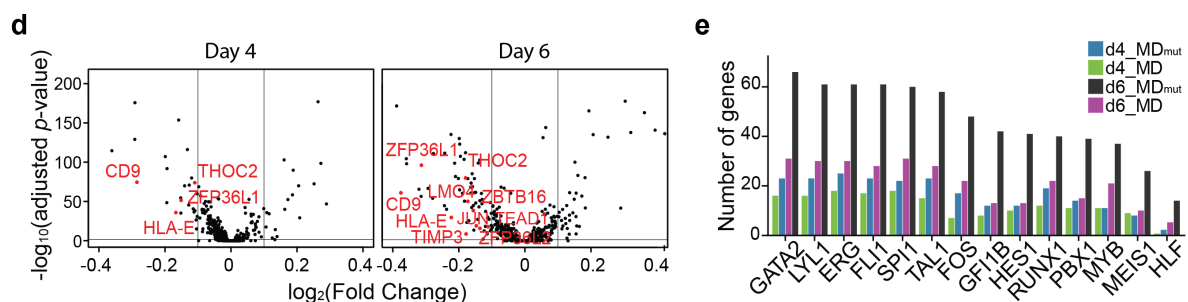 d
Day 4
Day 6
-log10(adjusted p-value)
200
150
100
50
0
CD9
THOC2
ZFP36L1
HLA-E
-0.4
-0.2
0
0.2
0.4
ZFP36L1
THOC2
LMO4
ZBTB16
CD9
HLA-E
JUN
TEAD1
TIMP3
ZFP36L2
-0.4
-0.2
0
0.2
0.4
log2(Fold Change)
e
d4_MDmut
d4_MD
d6_MDmut
d6_MD
Number of genes
60
40
20
0
GATA2
LYL1
ERG
FLI1
SPI1
TAL1
FOS
GFI1B
HES1
RUNX1
PBX1
MYB
MEIS1
HLF